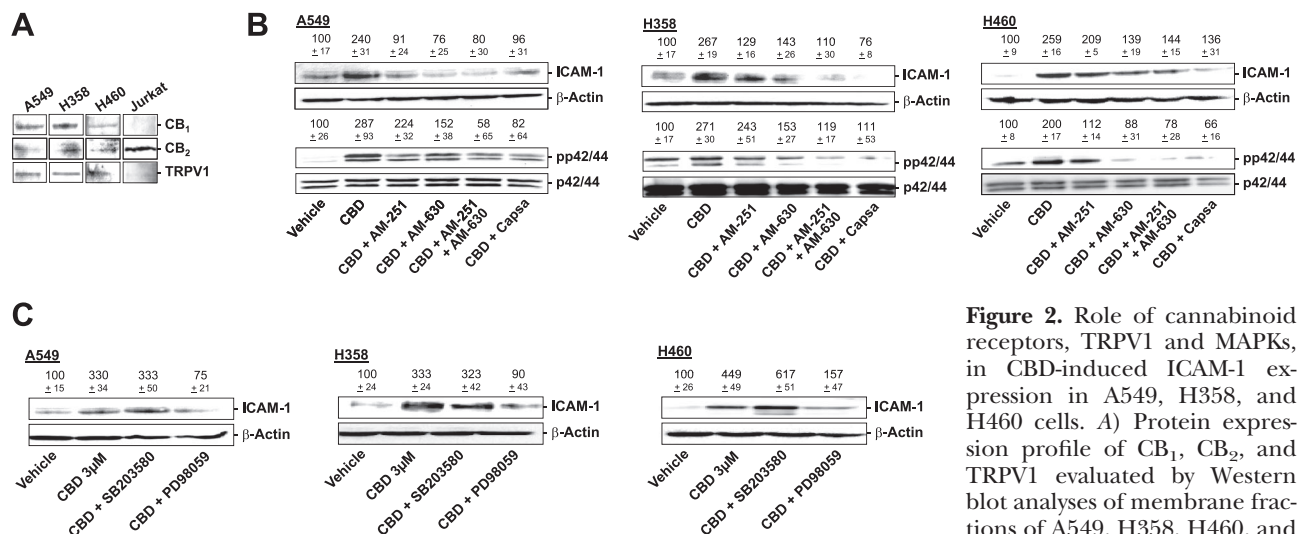 A
A549 H358 H460 Jurkat
CB1
CB2
TRPV1
B
A549
100 240 91 76 80 96
± 17 ± 31 ± 24 ± 25 ± 30 ± 31
ICAM-1
β-Actin
100 287 224 152 58 82
± 26 ± 93 ± 32 ± 38 ± 65 ± 64
pp42/44
p42/44
Vehicle
CBD
CBD + AM-251
CBD + AM-630
CBD + AM-251
+ AM-630
CBD + Capsa
H358
100 267 129 143 110 76
± 17 ± 19 ± 16 ± 26 ± 30 ± 8
ICAM-1
β-Actin
100 271 243 153 119 111
± 17 ± 30 ± 51 ± 27 ± 17 ± 53
pp42/44
p42/44
Vehicle
CBD
CBD + AM-251
CBD + AM-630
CBD + AM-251
+ AM-630
CBD + Capsa
H460
100 259 209 139 144 136
± 9 ± 16 ± 5 ± 19 ± 15 ± 31
ICAM-1
β-Actin
100 200 112 88 78 66
± 8 ± 17 ± 14 ± 31 ± 28 ± 16
pp42/44
p42/44
Vehicle
CBD
CBD + AM-251
CBD + AM-630
CBD + AM-251
+ AM-630
CBD + Capsa
C
A549
100 330 333 75
± 15 ± 34 ± 50 ± 21
ICAM-1
β-Actin
Vehicle
CBD 3μM
CBD + SB203580
CBD + PD98059
H358
100 333 323 90
± 24 ± 24 ± 42 ± 43
ICAM-1
β-Actin
Vehicle
CBD 3μM
CBD + SB203580
CBD + PD98059
H460
100 449 617 157
± 26 ± 49 ± 51 ± 47
ICAM-1
β-Actin
Vehicle
CBD 3μM
CBD + SB203580
CBD + PD98059
Figure 2. Role of cannabinoid
receptors, TRPV1 and MAPKs,
in CBD-induced ICAM-1 ex-
pression in A549, H358, and
H460 cells. A) Protein expres-
sion profile of CB1, CB2, and
TRPV1 evaluated by Western
blot analyses of membrane frac-
tions of A549, H358, H460, and